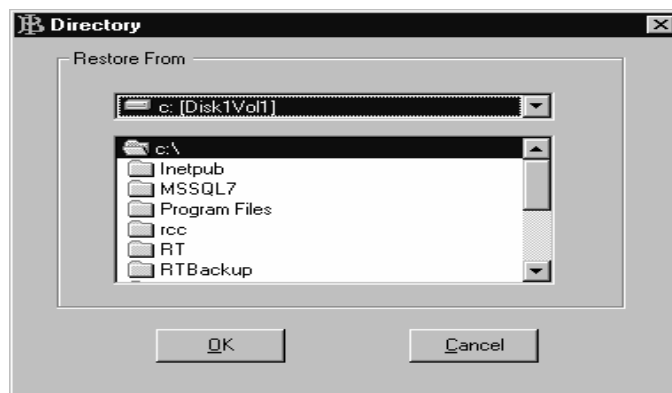 Directory
Restore From
c: [Disk1Vol1]
c:\
Inetpub
MSSQL7
Program Files
rcc
RT
RTBackup
OK
Cancel